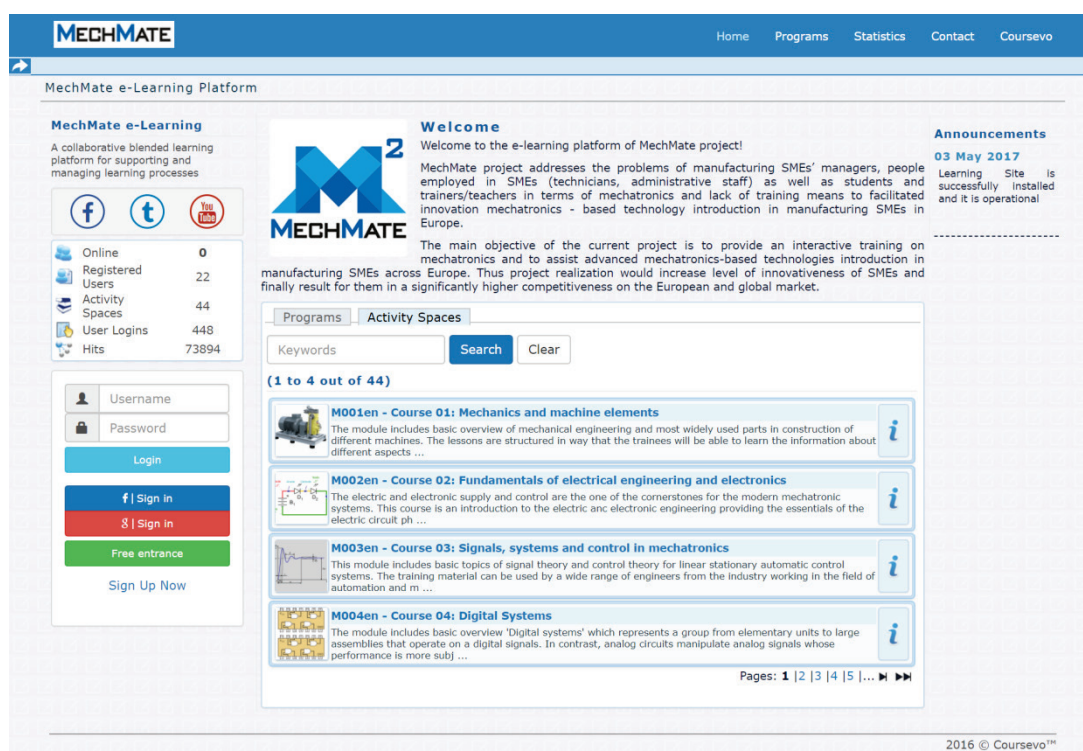 MECHMATE
Home Programs Statistics Contact Coursevo
MechMate e-Learning Platform
MechMate e-Learning
A collaborative blended learning
platform for supporting and
managing learning processes
f t You Tube
Online 0
Registered
Users 22
Activity
Spaces 44
User Logins 448
Hits 73894
Username
Password
Login
f | Sign in
g | Sign in
Free entrance
Sign Up Now
M2
MECHMATE
Welcome
Welcome to the e-learning platform of MechMate project!
MechMate project addresses the problems of manufacturing SMEs' managers, people
employed in SMEs (technicians, administrative staff) as well as students and
trainers/teachers in terms of mechatronics and lack of training means to facilitated
innovation mechatronics - based technology introduction in manufacturing SMEs in
Europe.
The main objective of the current project is to provide an interactive training on
mechatronics and to assist advanced mechatronics-based technologies introduction in
manufacturing SMEs across Europe. Thus project realization would increase level of innovativeness of SMEs and
finally result for them in a significantly higher competitiveness on the European and global market.
Programs Activity Spaces
Keywords Search Clear
(1 to 4 out of 44)
M001en - Course 01: Mechanics and machine elements
The module includes basic overview of mechanical engineering and most widely used parts in construction of
different machines. The lessons are structured in way that the trainees will be able to learn the information about
different aspects ...
i
M002en - Course 02: Fundamentals of electrical engineering and electronics
The electric and electronic supply and control are the one of the cornerstones for the modern mechatronic
systems. This course is an introduction to the electric anc electronic engineering providing the essentials of the
electric circuit ph ...
i
M003en - Course 03: Signals, systems and control in mechatronics
This module includes basic topics of signal theory and control theory for linear stationary automatic control
systems. The training material can be used by a wide range of engineers from the industry working in the field of
automation and m ...
i
M004en - Course 04: Digital Systems
The module includes basic overview 'Digital systems' which represents a group from elementary units to large
assemblies that operate on a digital signals. In contrast, analog circuits manipulate analog signals whose
performance is more subj ...
i
Pages: 1 |2 |3 |4 |5 |...
Announcements
03 May 2017
Learning Site is
successfully installed
and it is operational
2016 © Coursevo™